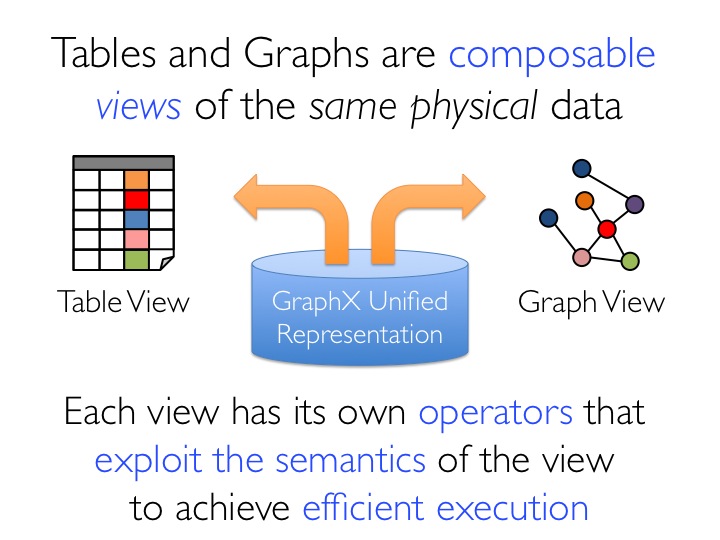 Tables and Graphs are composable
views of the same physical data
Table View
GraphX Unified
Representation
Graph View
Each view has its own operators that
exploit the semantics of the view
to achieve efficient execution